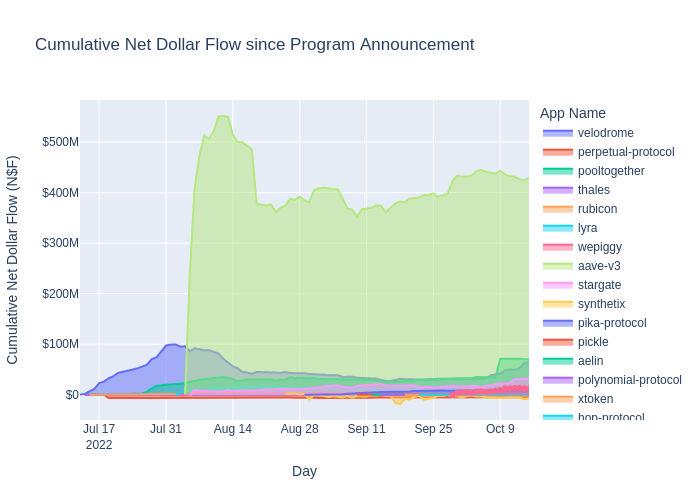 Cumulative Net Dollar Flow since Program Announcement
Cumulative Net Dollar Flow (N$F)
$500M
$400M
$300M
$200M
$100M
$0
Jul 17
2022
Jul 31
Aug 14
Aug 28
Sep 11
Sep 25
Oct 9
Day
App Name
velodrome
perpetual-protocol
pooltogether
thales
rubicon
lyra
wepiggy
aave-v3
stargate
synthetix
pika-protocol
pickle
aelin
polynomial-protocol
xtoken
hop-protocol